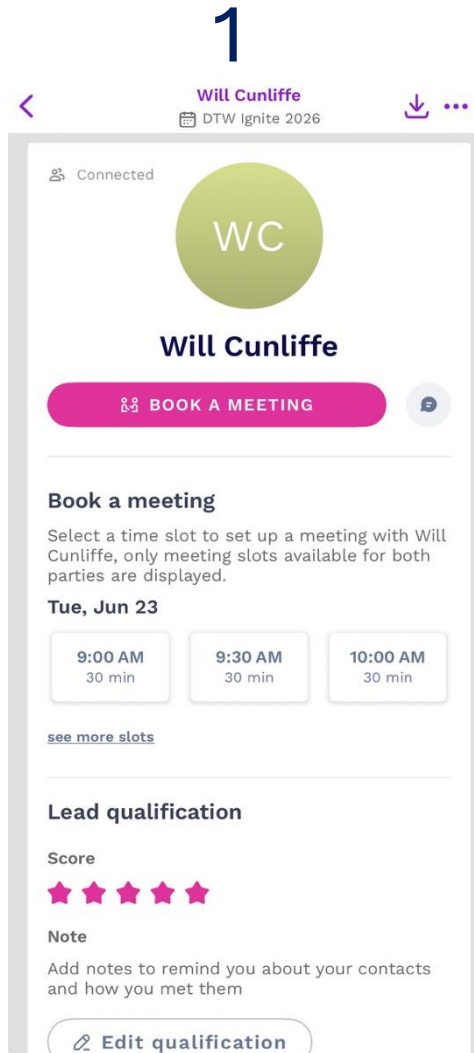 1
Will Cunliffe
DTW Ignite 2026
Connected
WC
Will Cunliffe
BOOK A MEETING
Book a meeting
Select a time slot to set up a meeting with Will
Cunliffe, only meeting slots available for both
parties are displayed.
Tue, Jun 23
9:00 AM 9:30 AM 10:00 AM
30 min 30 min 30 min
see more slots
Lead qualification
Score
Note
Add notes to remind you about your contacts
and how you met them
Edit qualification